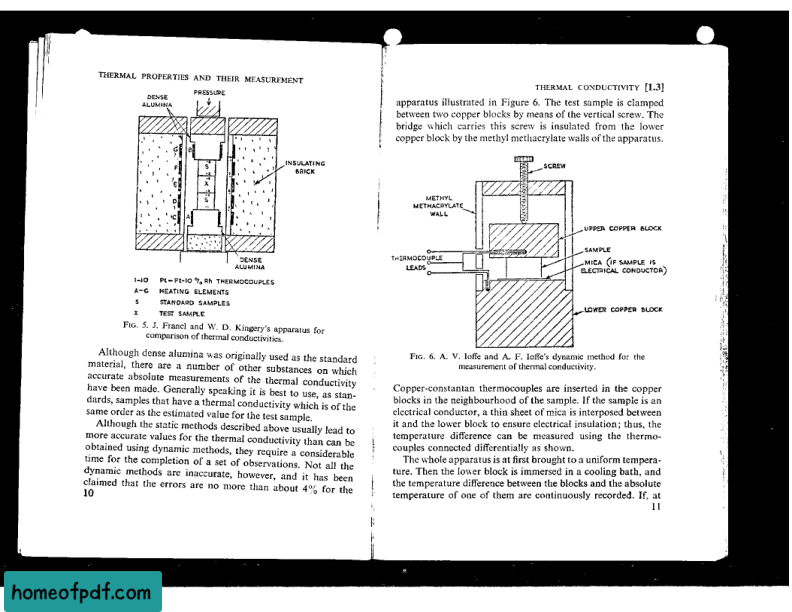 THERMAL PROPERTIES AND THEIR MEASUREMENT
DENSE
ALUMINA
PRESSURE
INSULATING
BRICK
S
X
S
DENSE
ALUMINA
1-10 Pt-Pt-10 % Rh THERMOCOUPLES
A-G HEATING ELEMENTS
S STANDARD SAMPLES
X TEST SAMPLE
FIG. 5. J. Francl and W. D. Kingery's apparatus for
comparison of thermal conductivities.
Although dense alumina was originally used as the standard
material, there are a number of other substances on which
accurate absolute measurements of the thermal conductivity
have been made. Generally speaking it is best to use, as stan-
dards, samples that have a thermal conductivity which is of the
same order as the estimated value for the test sample.
Although the static methods described above usually lead to
more accurate values for the thermal conductivity than can be
obtained using dynamic methods, they require a considerable
time for the completion of a set of observations. Not all the
dynamic methods are inaccurate, however, and it has been
claimed that the errors are no more than about 4% for the
10
THERMAL CONDUCTIVITY [1.3]
apparatus illustrated in Figure 6. The test sample is clamped
between two copper blocks by means of the vertical screw. The
bridge which carries this screw is insulated from the lower
copper block by the methyl methacrylate walls of the apparatus.
SCREW
METHYL
METHACRYLATE
WALL
UPPER COPPER BLOCK
SAMPLE
THERMOCOUPLE
LEADS
MICA (IF SAMPLE IS
ELECTRICAL CONDUCTOR)
LOWER COPPER BLOCK
FIG. 6. A. V. Ioffe and A. F. Ioffe's dynamic method for the
measurement of thermal conductivity.
Copper-constantan thermocouples are inserted in the copper
blocks in the neighbourhood of the sample. If the sample is an
electrical conductor, a thin sheet of mica is interposed between
it and the lower block to ensure electrical insulation; thus, the
temperature difference can be measured using the thermo-
couples connected differentially as shown.
The whole apparatus is at first brought to a uniform tempera-
ture. Then the lower block is immersed in a cooling bath, and
the temperature difference between the blocks and the absolute
temperature of one of them are continuously recorded. If, at
11
homeofpdf.com